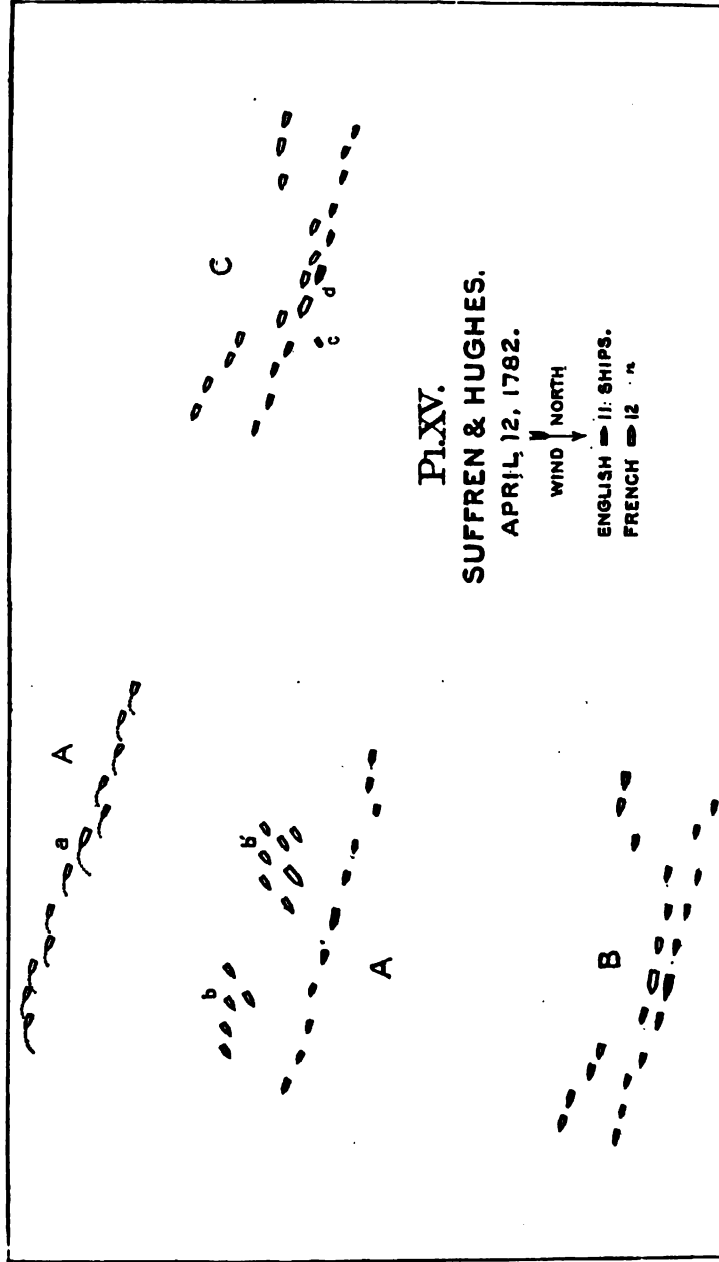 A
a
b
b'
A
B
C
c
d
Pl.XV.
SUFFREN & HUGHES.
APRIL, 12, 1782.
WIND NORTH
ENGLISH 11: SHIPS.
FRENCH 12 · "